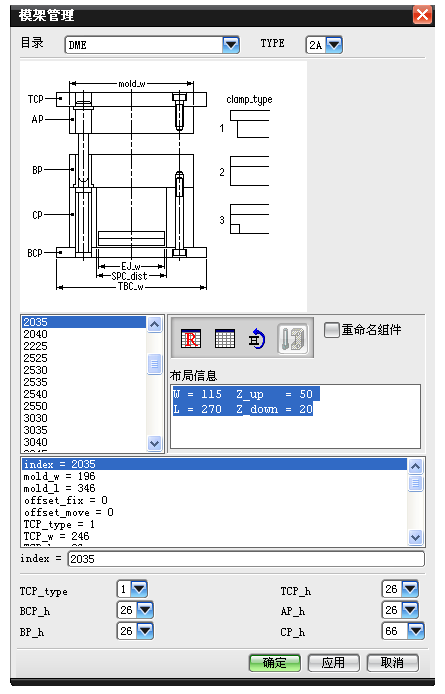 模架管理
目录 DME TYPE 2A
mold_w
TCP
clamp_type
AP
1
BP
2
CP
3
BCP
EJ_w
SPC_dist
TBC_w
2035
2040
2225
2525
2530
2535
2540
2550
3030
3035
3040
R
重命名组件
布局信息
W = 115 Z_up = 50
L = 270 Z_down = 20
index = 2035
mold_w = 196
mold_l = 346
offset_fix = 0
offset_move = 0
TCP_type = 1
TCP_w = 246
index = 2035
TCP_type 1 TCP_h 26
BCP_h 26 AP_h 26
BP_h 26 CP_h 66
确定 应用 取消